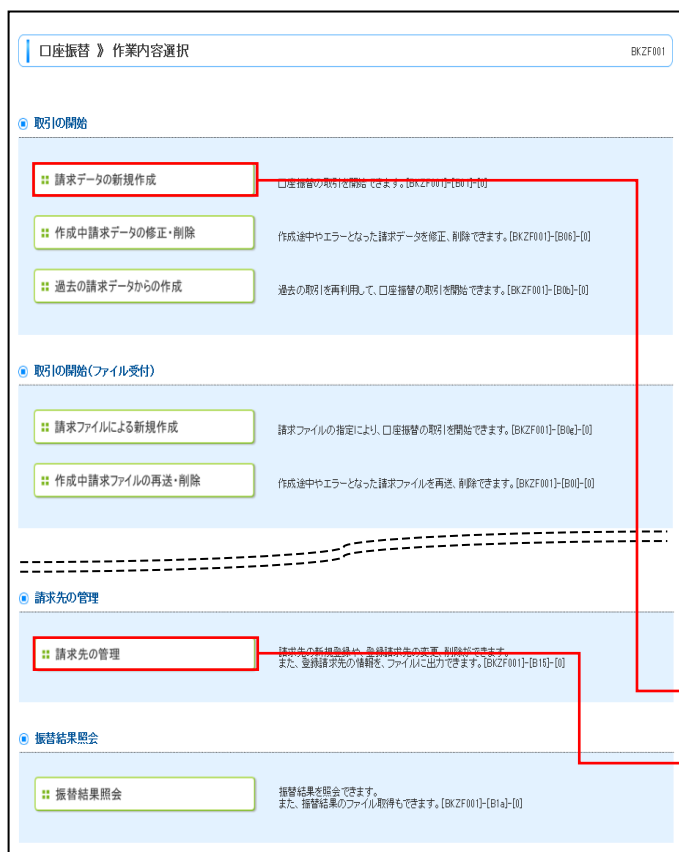 口座振替 》 作業内容選択
BKZF001
取引の開始
請求データの新規作成
口座振替の取引を開始できます。[BKZF001]-[B01]-[0]
作成中請求データの修正・削除
作成途中やエラーとなった請求データを修正、削除できます。[BKZF001]-[B06]-[0]
過去の請求データからの作成
過去の取引を再利用して、口座振替の取引を開始できます。[BKZF001]-[B0b]-[0]
取引の開始(ファイル受付)
請求ファイルによる新規作成
請求ファイルの指定により、口座振替の取引を開始できます。[BKZF001]-[B0g]-[0]
作成中請求ファイルの再送・削除
作成途中やエラーとなった請求ファイルを再送、削除できます。[BKZF001]-[B0l]-[0]
請求先の管理
請求先の管理
請求先の新規登録や、登録請求先の変更、削除ができます。
また、登録請求先の情報を、ファイルに出力できます。[BKZF001]-[B15]-[0]
振替結果照会
振替結果照会
振替結果を照会できます。
また、振替結果のファイル取得もできます。[BKZF001]-[B1a]-[0]